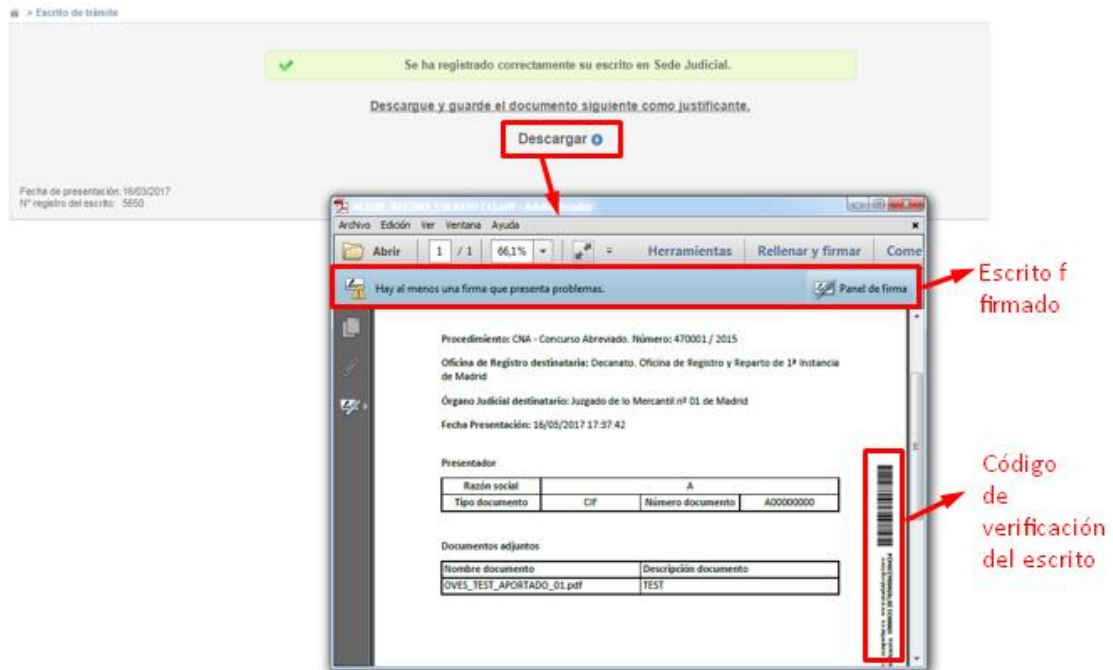 > Escrito de trámite
Se ha registrado correctamente su escrito en Sede Judicial.
Descargue y guarde el documento siguiente como justificante.
Descargar
Fecha de presentación: 16/03/2017
Nº registro del escrito: 5650
Archivo Edición Ver Ventana Ayuda
Abrir 1 / 1 66,1% Herramientas Rellenar y firmar Come
Hay al menos una firma que presenta problemas. Panel de firma
Escrito f
firmado
Procedimiento: CNA - Concurso Abreviado. Número: 470001 / 2015
Oficina de Registro destinataria: Decanato. Oficina de Registro y Reparto de 1ª Instancia
de Madrid
Órgano Judicial destinatario: Juzgado de lo Mercantil nº 01 de Madrid
Fecha Presentación: 16/03/2017 17:37:42
Presentador
Razón social A
Tipo documento CIF Número documento A00000000
Documentos adjuntos
Nombre documento Descripción documento
OVES_TEST_APORTADO_01.pdf TEST
Código
de
verificación
del escrito